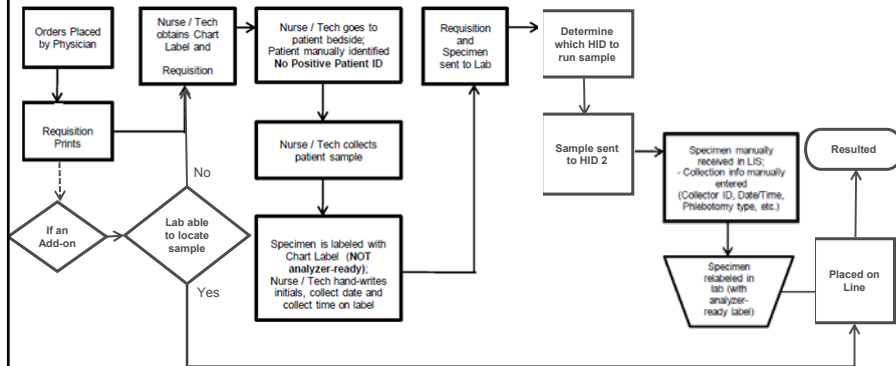 Orders Placed
by Physician
Requisition
Prints
If an
Add-on
Lab able
to locate
sample
No
Yes
Nurse / Tech
obtains Chart
Label and
Requisition
Nurse / Tech goes to
patient bedside;
Patient manually identified
No Positive Patient ID
Nurse / Tech collects
patient sample
Specimen is labeled with
Chart Label (NOT
analyzer-ready);
Nurse / Tech hand-writes
initials, collect date and
collect time on label
Requisition
and
Specimen
sent to Lab
Determine
which HID to
run sample
Sample sent
to HID 2
Specimen manually
received in LIS;
- Collection info manually
entered
(Collector ID, Date/Time,
Phlebotomy type, etc.)
Specimen
relabeled in
lab (with
analyzer-
ready label)
Placed on
Line
Resulted